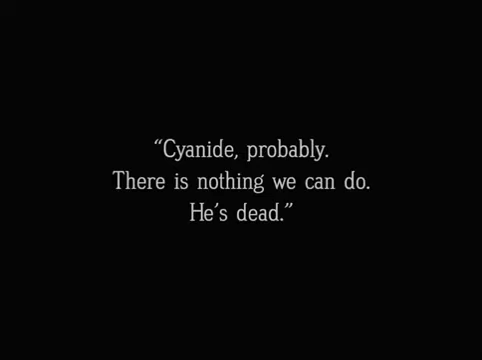 “Cyanide, probably.
There is nothing we can do.
He’s dead.”